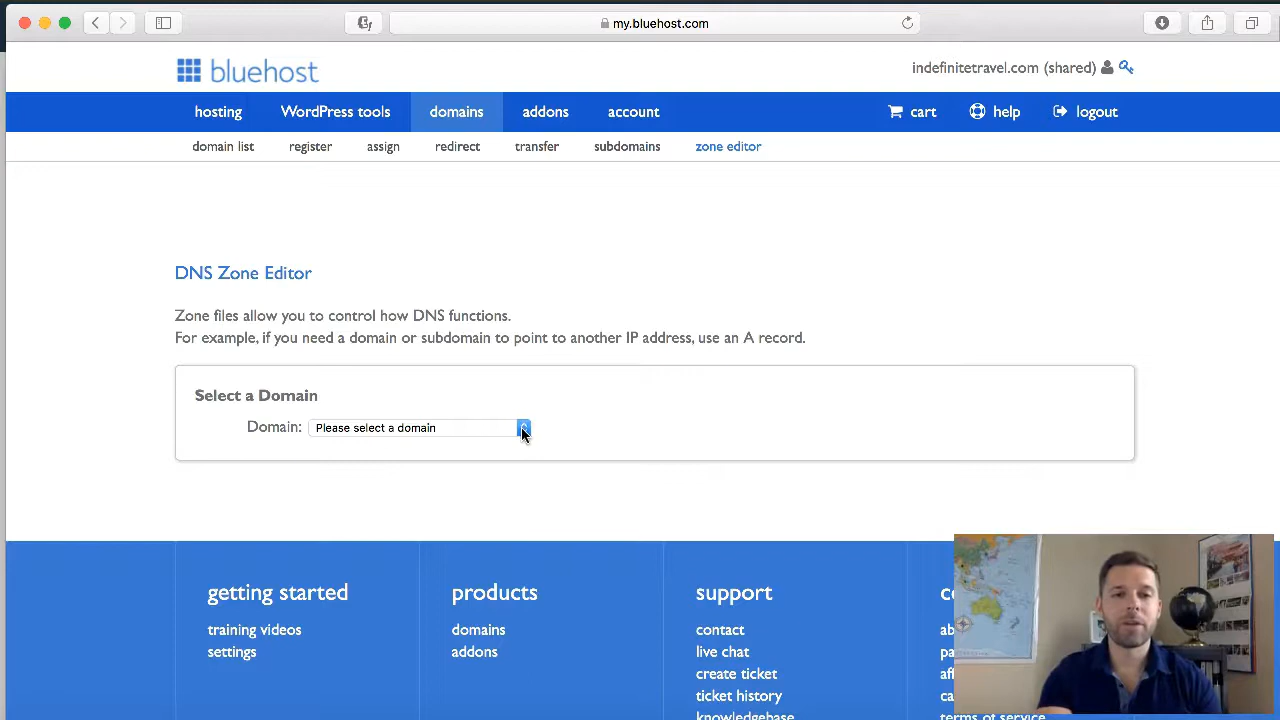 my.bluehost.com
bluehost
indefinitetravel.com (shared)
hosting WordPress tools domains addons account cart help logout
domain list register assign redirect transfer subdomains zone editor
DNS Zone Editor
Zone files allow you to control how DNS functions.
For example, if you need a domain or subdomain to point to another IP address, use an A record.
Select a Domain
Domain: Please select a domain
getting started products support
training videos domains contact
settings addons live chat
create ticket
ticket history
knowledgebase
terms of service